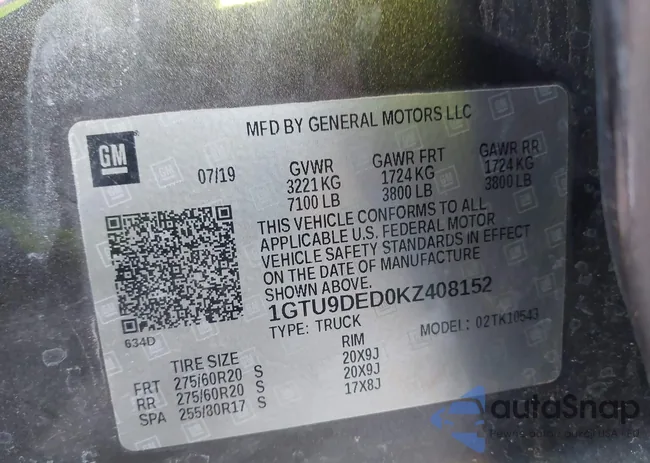 MFD BY GENERAL MOTORS LLC
GM
07/19 GVWR GAWR FRT GAWR RR
3221 KG 1724 KG 1724 KG
7100 LB 3800 LB 3800 LB
THIS VEHICLE CONFORMS TO ALL
APPLICABLE U.S. FEDERAL MOTOR
VEHICLE SAFETY STANDARDS IN EFFECT
ON THE DATE OF MANUFACTURE
SHOWN ABOVE.
1GTU9DED0KZ408152
634D TYPE: TRUCK MODEL: 02TK10543
TIRE SIZE RIM
FRT 275/60R20 S 20X9J
RR 275/60R20 S 20X9J
SPA 255/80R17 S 17X8J
autoSnap